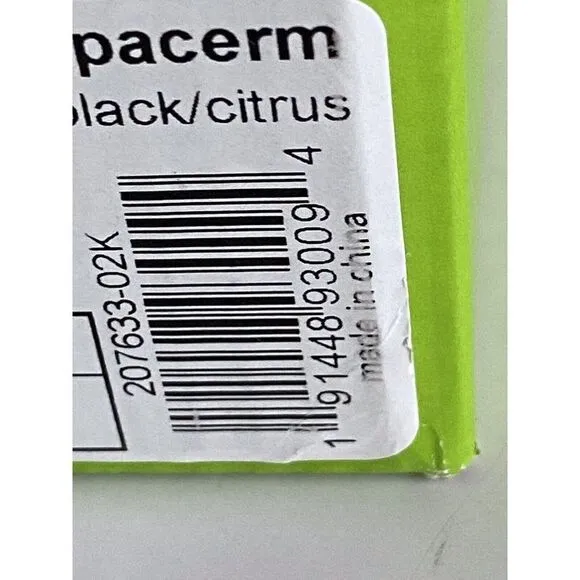 pacerm
black/citrus
207633-02K
1 91448 93009 4
made in china